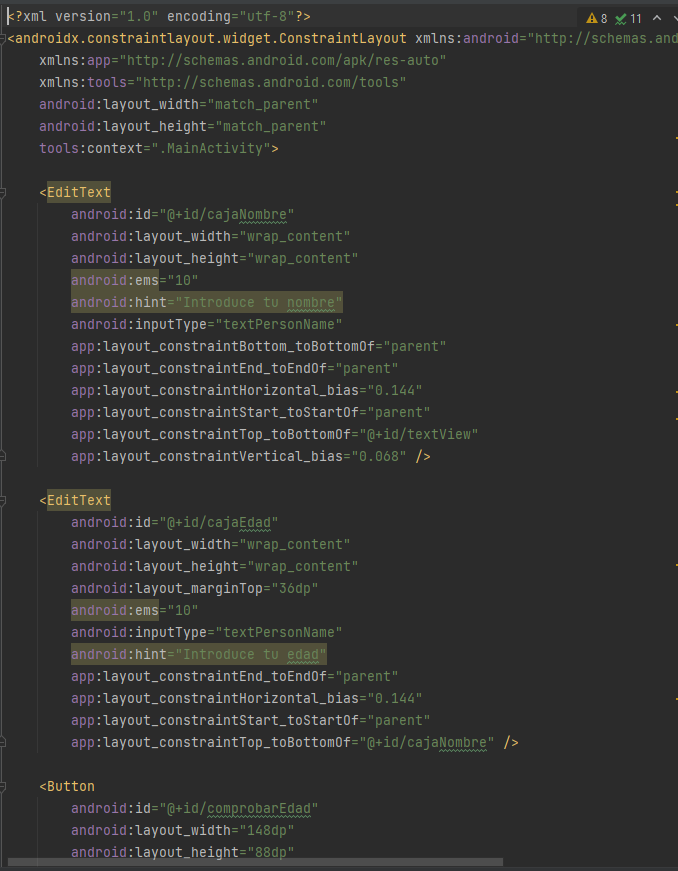 <?xml version="1.0" encoding="utf-8"?>
8 11
<androidx.constraintlayout.widget.ConstraintLayout xmlns:android="http://schemas.and
xmlns:app="http://schemas.android.com/apk/res-auto"
xmlns:tools="http://schemas.android.com/tools"
android:layout_width="match_parent"
android:layout_height="match_parent"
tools:context=".MainActivity">
<EditText
android:id="@+id/cajaNombre"
android:layout_width="wrap_content"
android:layout_height="wrap_content"
android:ems="10"
android:hint="Introduce tu nombre"
android:inputType="textPersonName"
app:layout_constraintBottom_toBottomOf="parent"
app:layout_constraintEnd_toEndOf="parent"
app:layout_constraintHorizontal_bias="0.144"
app:layout_constraintStart_toStartOf="parent"
app:layout_constraintTop_toBottomOf="@+id/textView"
app:layout_constraintVertical_bias="0.068" />
<EditText
android:id="@+id/cajaEdad"
android:layout_width="wrap_content"
android:layout_height="wrap_content"
android:layout_marginTop="36dp"
android:ems="10"
android:inputType="textPersonName"
android:hint="Introduce tu edad"
app:layout_constraintEnd_toEndOf="parent"
app:layout_constraintHorizontal_bias="0.144"
app:layout_constraintStart_toStartOf="parent"
app:layout_constraintTop_toBottomOf="@+id/cajaNombre" />
<Button
android:id="@+id/comprobarEdad"
android:layout_width="148dp"
android:layout_height="88dp"